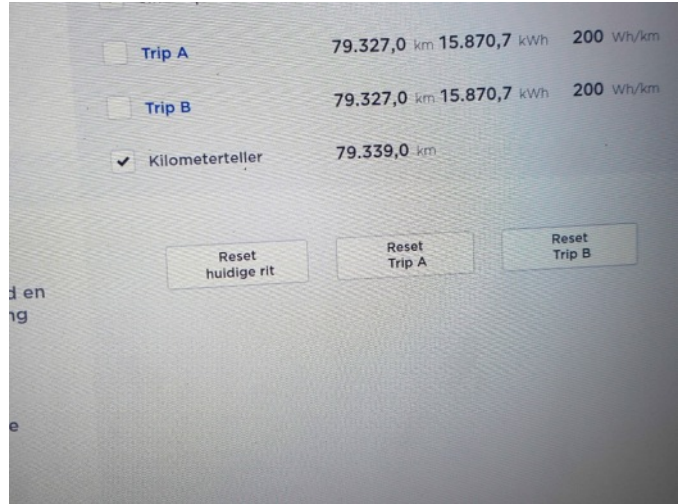 Trip A 79.327,0 km 15.870,7 kWh 200 Wh/km
Trip B 79.327,0 km 15.870,7 kWh 200 Wh/km
Kilometerteller 79.339,0 km
Reset
huidige rit
Reset
Trip A
Reset
Trip B
d en
ng
e